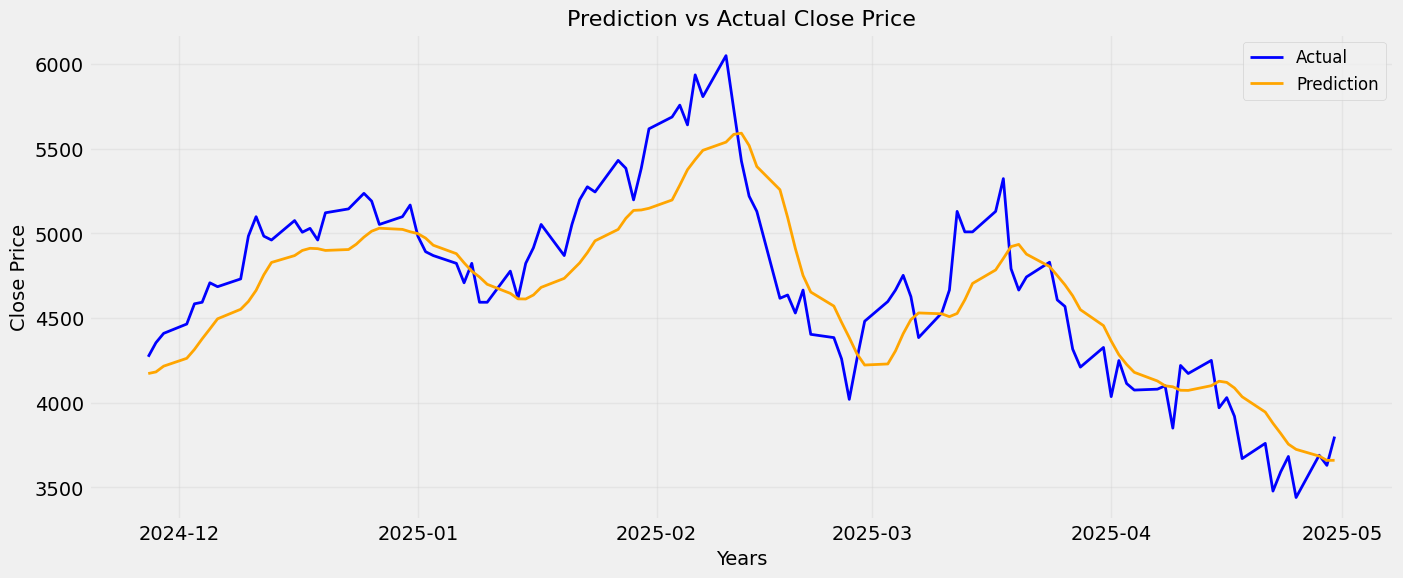 Prediction vs Actual Close Price
Actual
Prediction
6000
5500
5000
4500
4000
3500
Close Price
2024-12
2025-01
2025-02
2025-03
2025-04
2025-05
Years